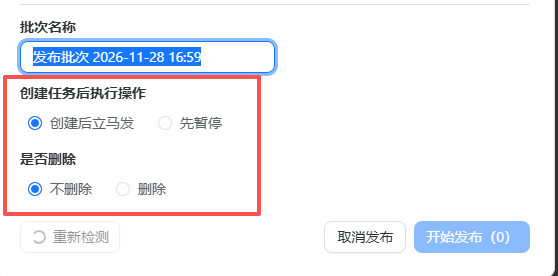 批次名称
发布批次 2026-11-28 16:59
创建任务后执行操作
创建后立马发 先暂停
是否删除
不删除 删除
重新检测 取消发布 开始发布（0）